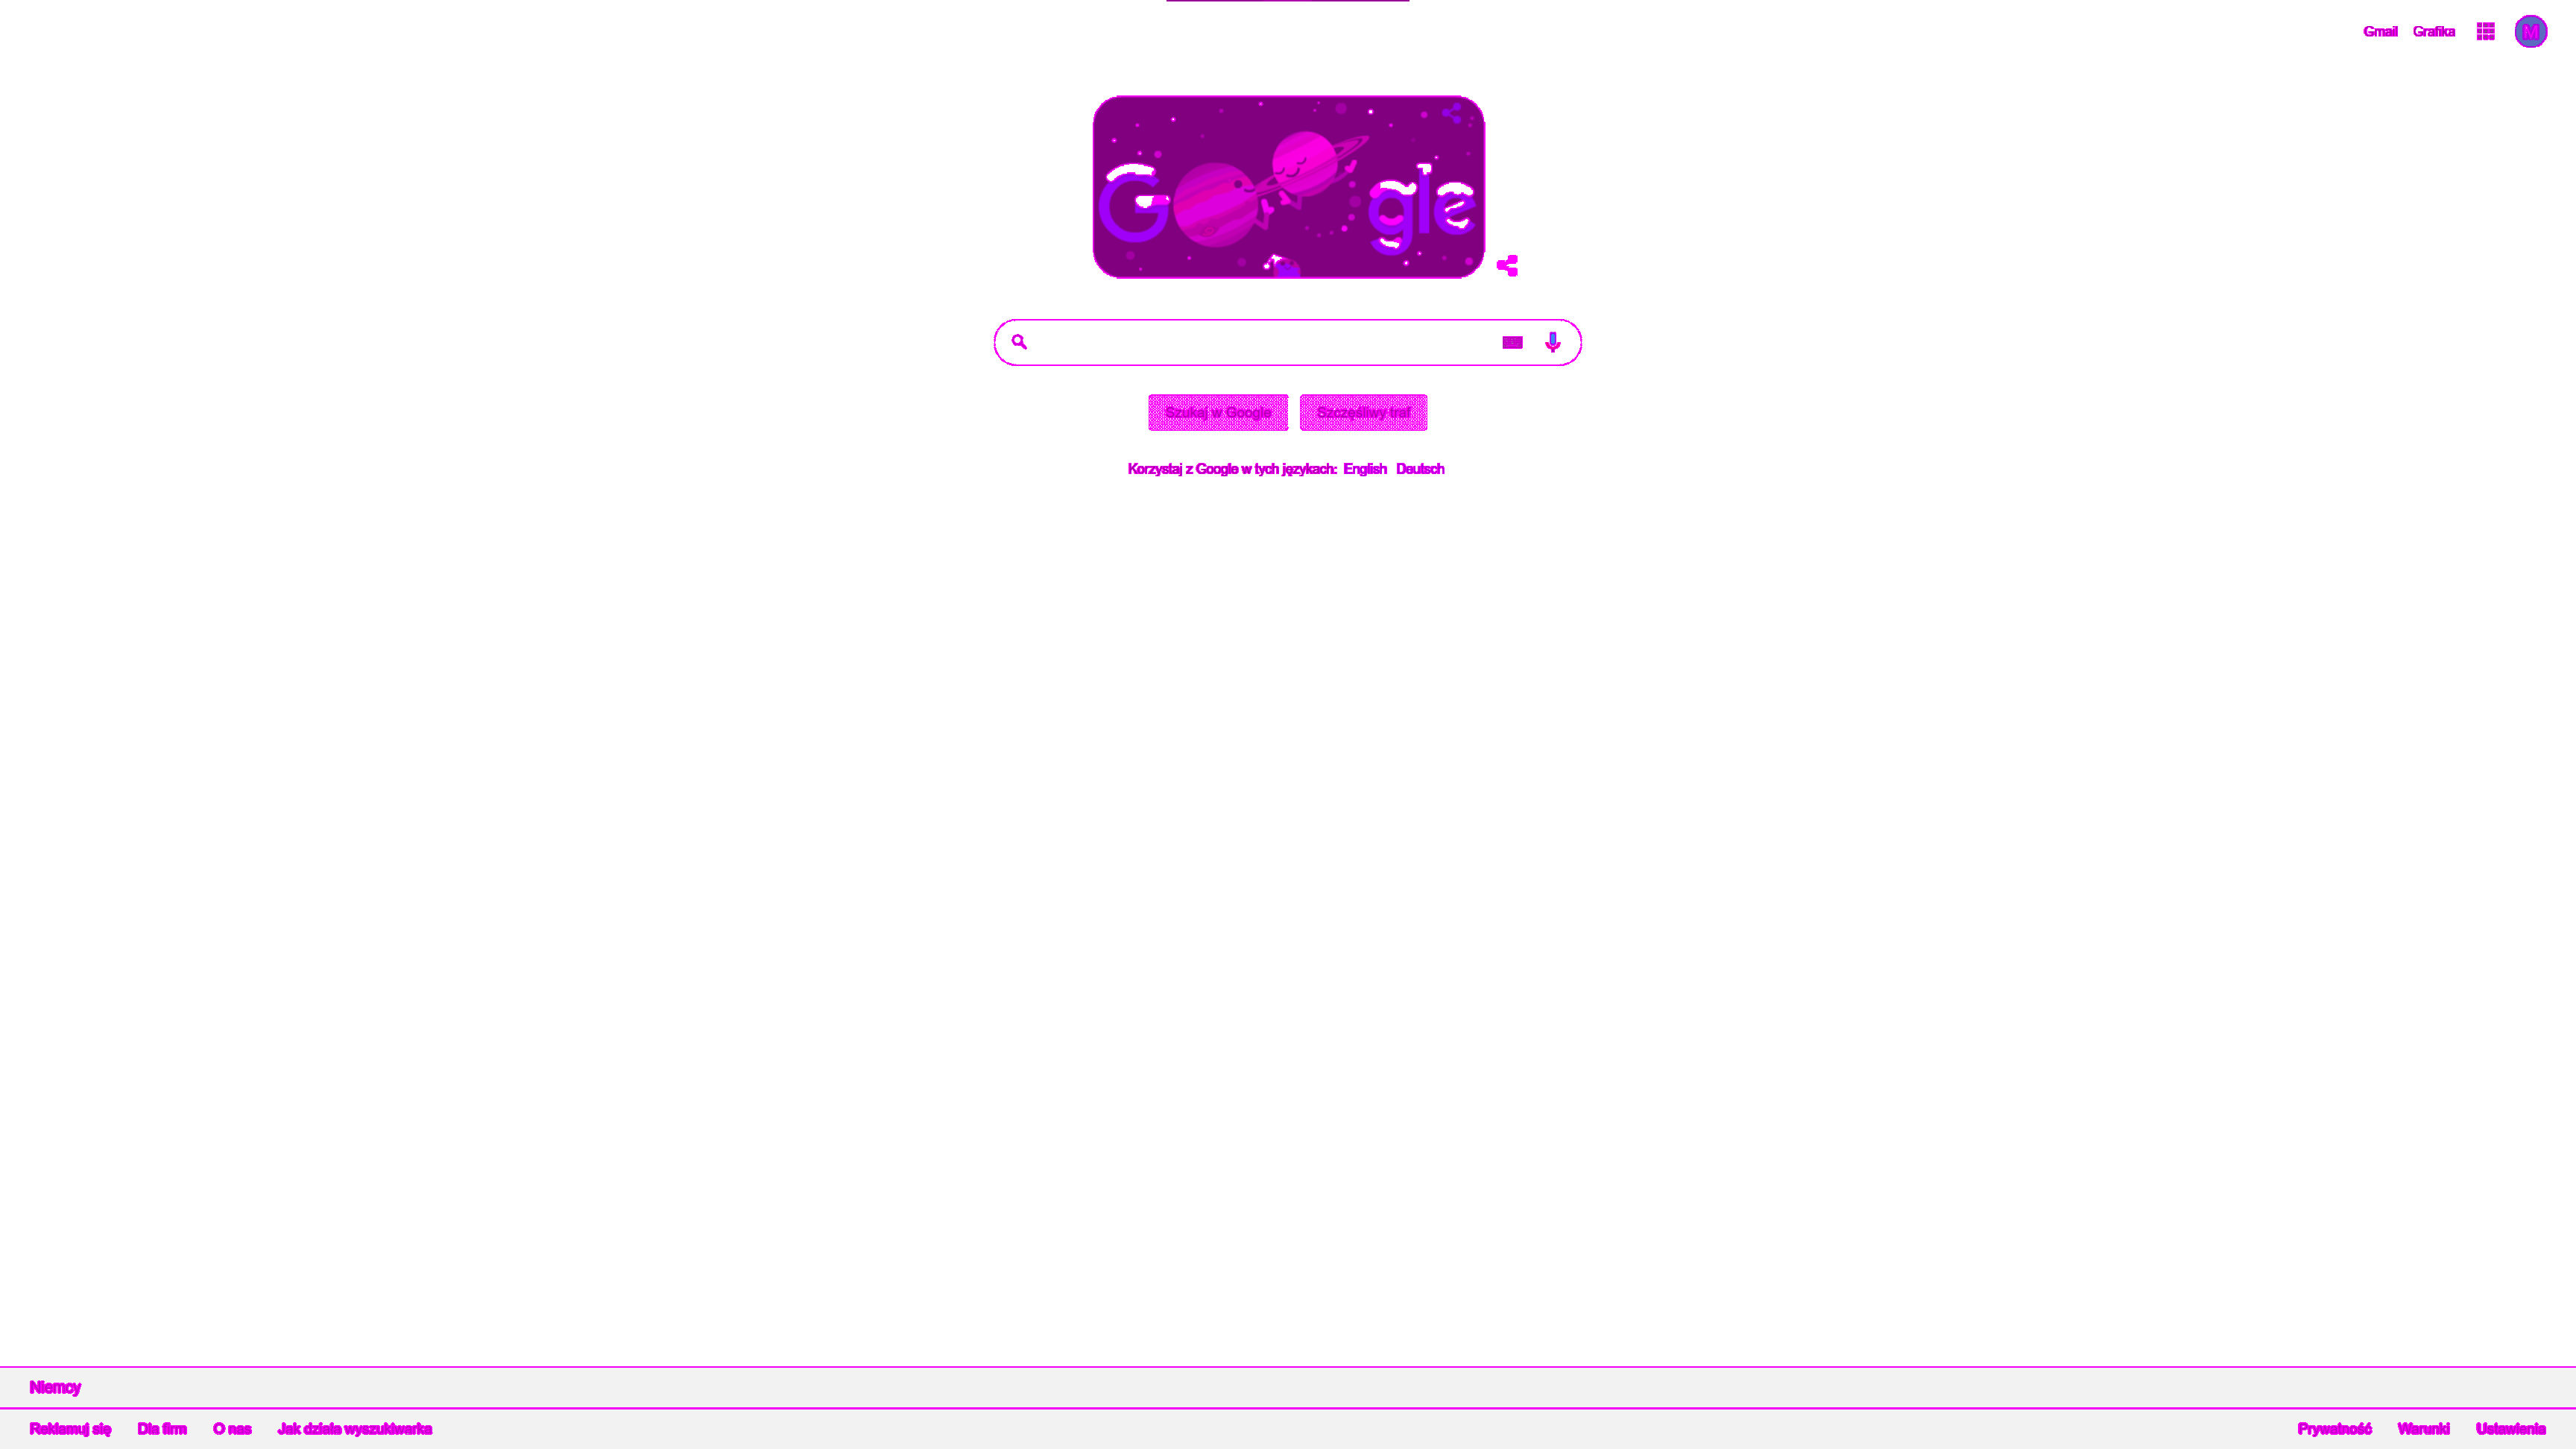 Gmail Grafika M
Google
Szukaj w Google Szczęśliwy traf
Korzystaj z Google w tych językach: English Deutsch
Niemcy
Reklamuj się Dla firm O nas Jak działa wyszukiwarka Prywatność Warunki Ustawienia